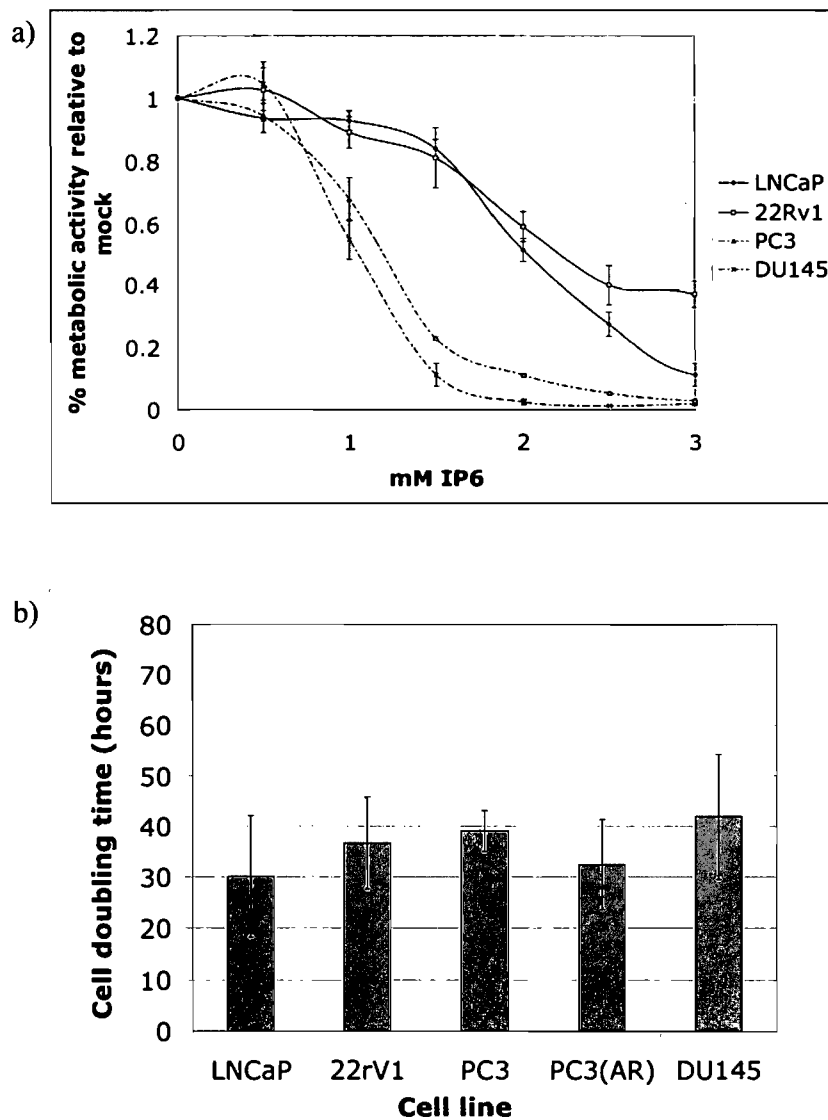 a)
1.2
1
0.8
0.6
0.4
0.2
0
% metabolic activity relative to
mock
0 1 2 3
mM IP6
LNCaP
22Rv1
PC3
DU145
b)
80
70
60
50
40
30
20
10
0
Cell doubling time (hours)
LNCaP 22rV1 PC3 PC3(AR) DU145
Cell line